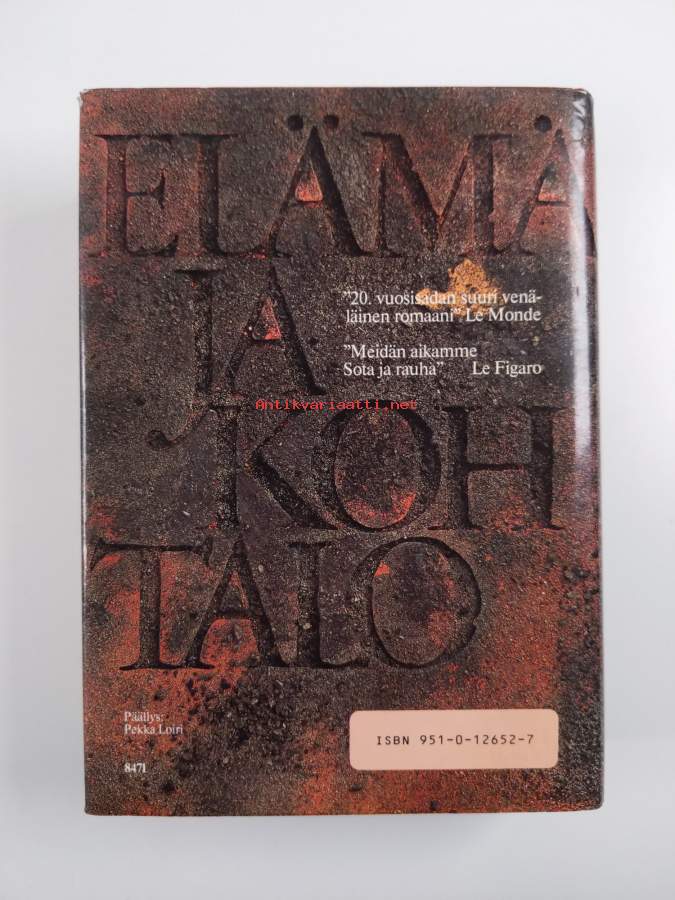 ELÄMÄ
JA
"20. vuosisadan suuri venä-
läinen romaani". Le Monde
"Meidän aikamme
Sota ja rauha" Le Figaro
Antikvariaatti.net
KOH
TALO
Päällys:
Pekka Loiri
ISBN 951-0-12652-7
8471